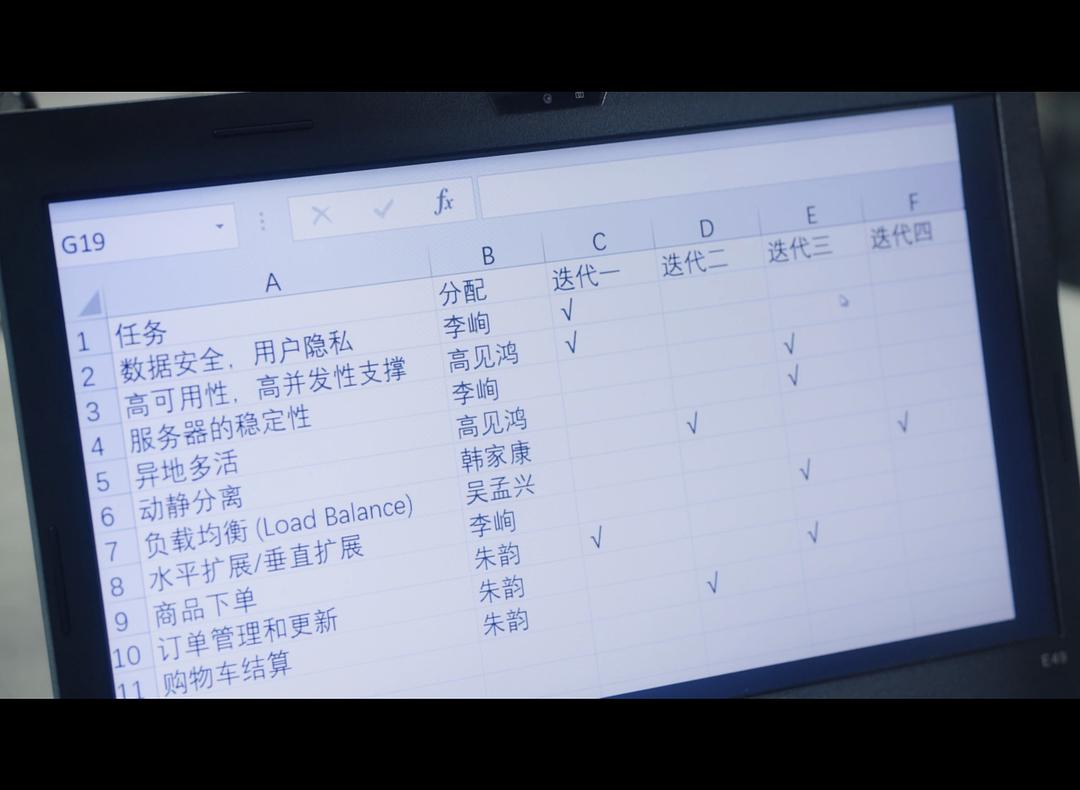 G19 fx
A B C D E F
1 任务 分配 迭代一 迭代二 迭代三 迭代四
2 数据安全，用户隐私 李峋 √
3 高可用性，高并发性支撑 高见鸿 √
4 服务器的稳定性 李峋 √
5 异地多活 高见鸿 √
6 动静分离 韩家康 √
7 负载均衡 (Load Balance) 吴孟兴 √
8 水平扩展/垂直扩展 李峋 √
9 商品下单 朱韵 √
10 订单管理和更新 朱韵 √
11 购物车结算 朱韵 √
E49